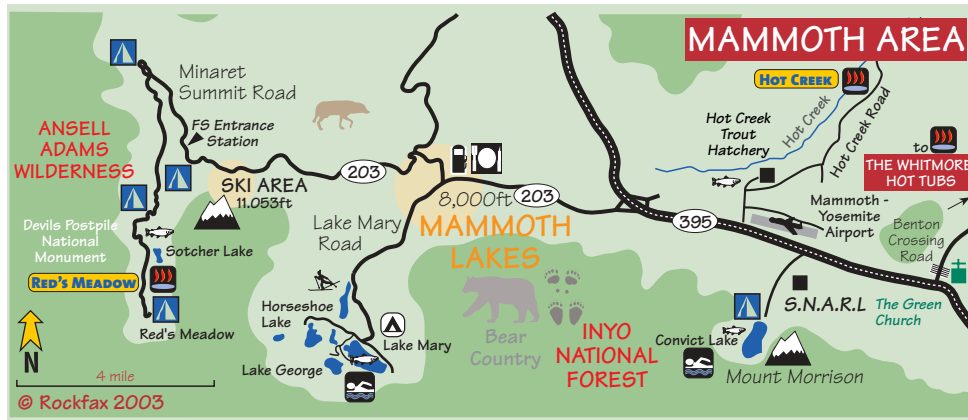 MAMMOTH AREA
Minaret
Summit Road
HOT CREEK
FS Entrance
Station
ANSELL
ADAMS
WILDERNESS
Hot Creek
Trout
Hatchery
Hot Creek
Hot Creek Road
to
THE WHITMORE
HOT TUBS
203
SKI AREA
11.053ft
8,000ft
203
MAMMOTH
LAKES
395
Mammoth -
Yosemite
Airport
Benton
Crossing
Road
Devils Postpile
National
Monument
Sotcher Lake
Lake Mary
Road
RED'S MEADOW
Red's Meadow
Horseshoe
Lake
Lake Mary
Lake George
Bear
Country
INYO
NATIONAL
FOREST
S.N.A.R.L
The Green
Church
Convict Lake
Mount Morrison
N
4 mile
© Rockfax 2003